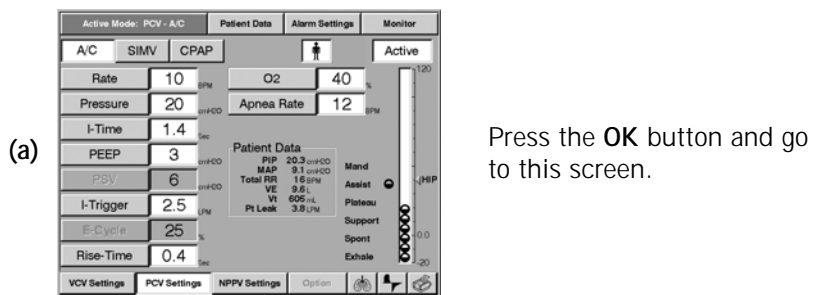 Active Mode: PCV - A/C Patient Data Alarm Settings Monitor
A/C SIMV CPAP Active
Rate 10 BPM O2 40 %
120
Pressure 20 cmH2O Apnea Rate 12 BPM
I-Time 1.4 Sec
(a)
PEEP 3 cmH2O
PSV 6 cmH2O
I-Trigger 2.5 LPM
E-Cycle 25 %
Rise-Time 0.4 Sec
Patient Data
PIP 20.3 cmH2O
MAP 9.1 cmH2O
Total RR 16 BPM
VE 9.6 L
Vt 605 mL
Pt Leak 3.8 LPM
Mand
Assist
Plateau
Support
Spont
Exhale
HIP
0.0
-20
VCV Settings PCV Settings NPPV Settings Option
Press the OK button and go
to this screen.